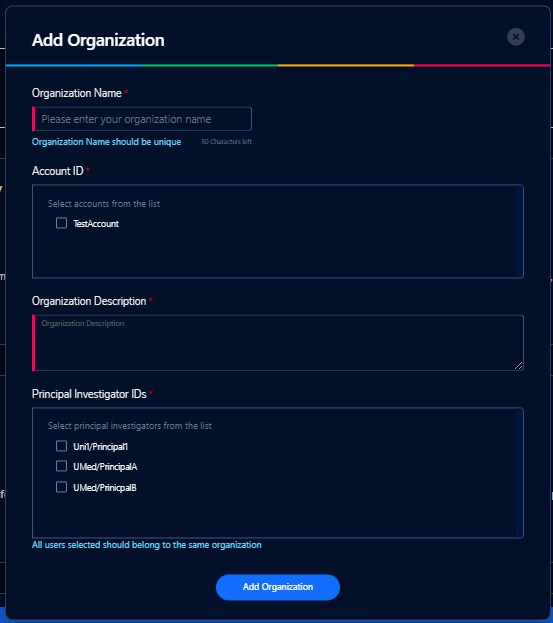 Add Organization
Organization Name *
Please enter your organization name
Organization Name should be unique 50 Characters left
Account ID *
Select accounts from the list
TestAccount
Organization Description *
Organization Description
Principal Investigator IDs *
Select principal investigators from the list
Uni1/Principal1
UMed/PrincipalA
UMed/PrinicpalB
All users selected should belong to the same organization
Add Organization